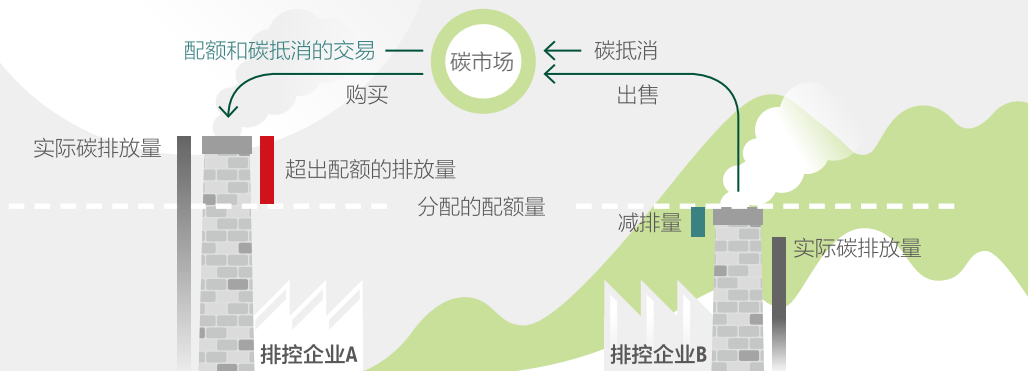 配额和碳抵消的交易
碳市场
碳抵消
购买
出售
实际碳排放量
超出配额的排放量
分配的配额量
减排量
实际碳排放量
排控企业A
排控企业B